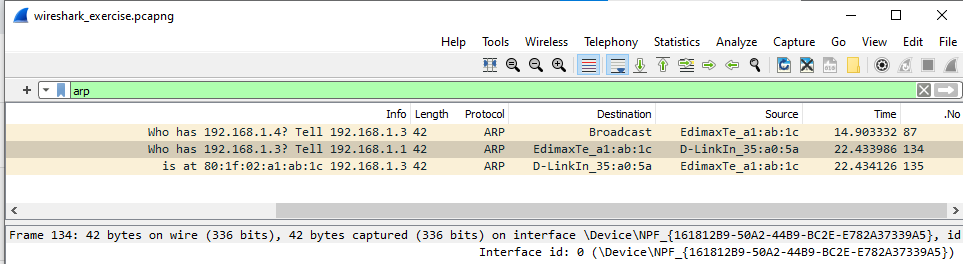 wireshark_exercise.pcapng
Help Tools Wireless Telephony Statistics Analyze Capture Go View Edit File
arp
Info Length Protocol Destination Source Time .No
Who has 192.168.1.4? Tell 192.168.1.3 42 ARP Broadcast EdimaxTe_a1:ab:1c 14.903332 87
Who has 192.168.1.3? Tell 192.168.1.1 42 ARP EdimaxTe_a1:ab:1c D-LinkIn_35:a0:5a 22.433986 134
is at 80:1f:02:a1:ab:1c 192.168.1.3 42 ARP D-LinkIn_35:a0:5a EdimaxTe_a1:ab:1c 22.434126 135
Frame 134: 42 bytes on wire (336 bits), 42 bytes captured (336 bits) on interface \Device\NPF_{161812B9-50A2-44B9-BC2E-E782A37339A5}, id
Interface id: 0 (\Device\NPF_{161812B9-50A2-44B9-BC2E-E782A37339A5})